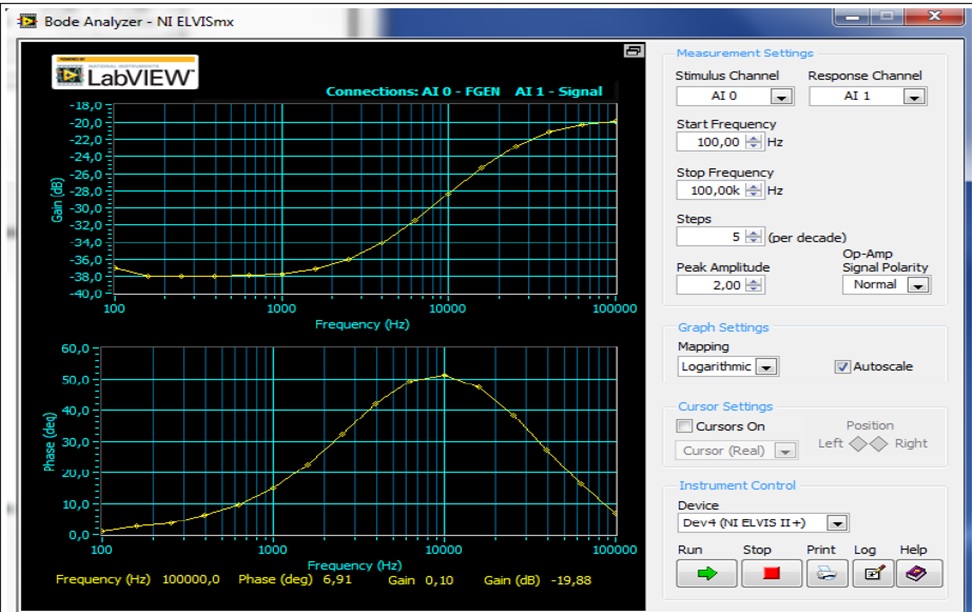 Bode Analyzer - NI ELVISmx
POWERED BY
NATIONAL INSTRUMENTS
LabVIEW™
Connections: AI 0 - FGEN AI 1 - Signal
Gain (dB)
-18,0
-20,0
-22,0
-24,0
-26,0
-28,0
-30,0
-32,0
-34,0
-36,0
-38,0
-40,0
100
1000
10000
100000
Frequency (Hz)
Phase (deg)
60,0
50,0
40,0
30,0
20,0
10,0
0,0
100
1000
10000
100000
Frequency (Hz)
Frequency (Hz) 100000,0 Phase (deg) 6,91 Gain 0,10 Gain (dB) -19,88
Measurement Settings
Stimulus Channel Response Channel
AI 0 AI 1
Start Frequency
100,00 Hz
Stop Frequency
100,00k Hz
Steps
5 (per decade)
Peak Amplitude
2,00
Op-Amp
Signal Polarity
Normal
Graph Settings
Mapping
Logarithmic
Autoscale
Cursor Settings
Cursors On
Cursor (Real)
Position
Left Right
Instrument Control
Device
Dev4 (NI ELVIS II+)
Run Stop Print Log Help